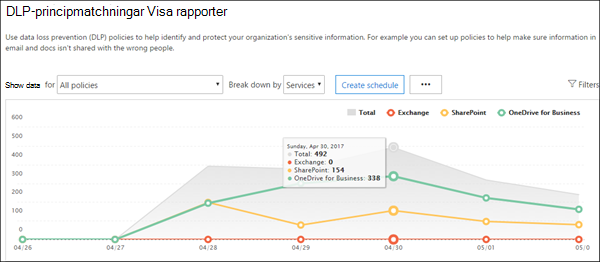 DLP-principmatchningar Visa rapporter
Use data loss prevention (DLP) policies to help identify and protect your organization's sensitive information. For example you can set up policies to help make sure information in
email and docs isn't shared with the wrong people.
Show data for All policies Break down by Services Create schedule ••• Filters
Total Exchange SharePoint OneDrive for Business
600
500
400
300
200
100
0
Sunday, Apr 30, 2017
Total: 492
Exchange: 0
SharePoint: 154
OneDrive for Business: 338
04/26 04/27 04/28 04/29 04/30 05/01 05/0